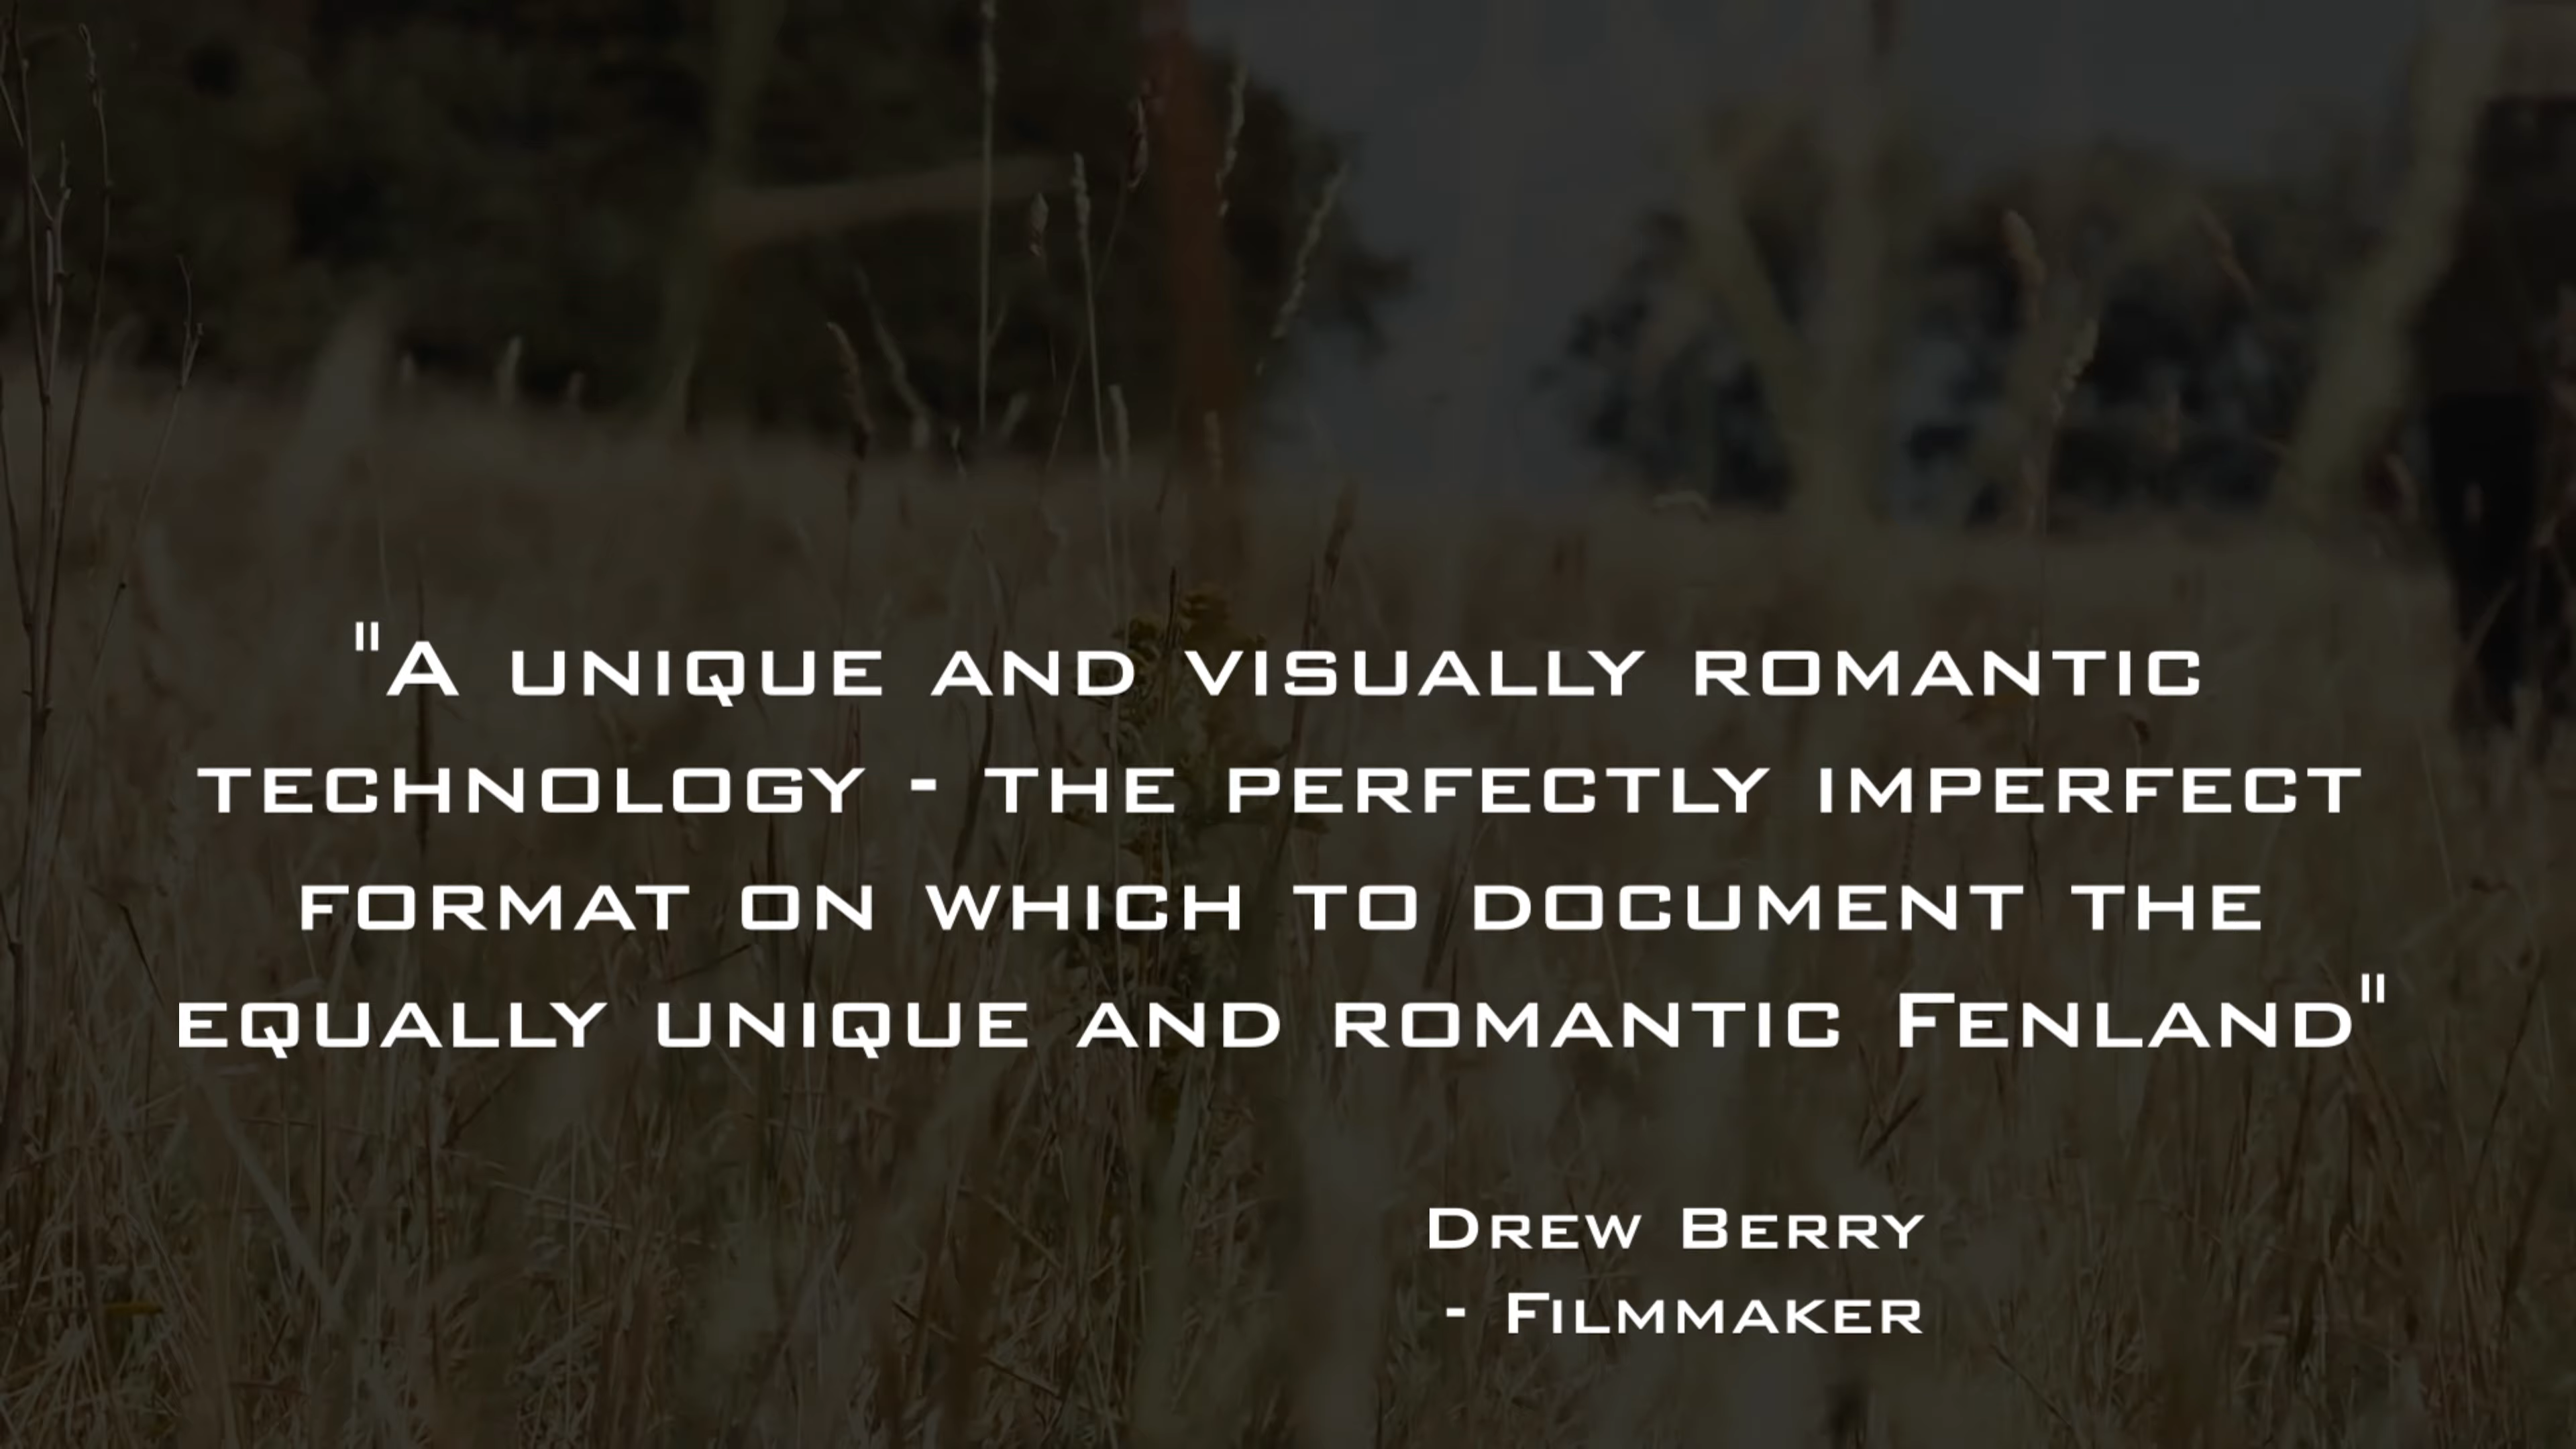 "A unique and visually romantic
technology - the perfectly imperfect
format on which to document the
equally unique and romantic Fenland"
Drew Berry
- Filmmaker